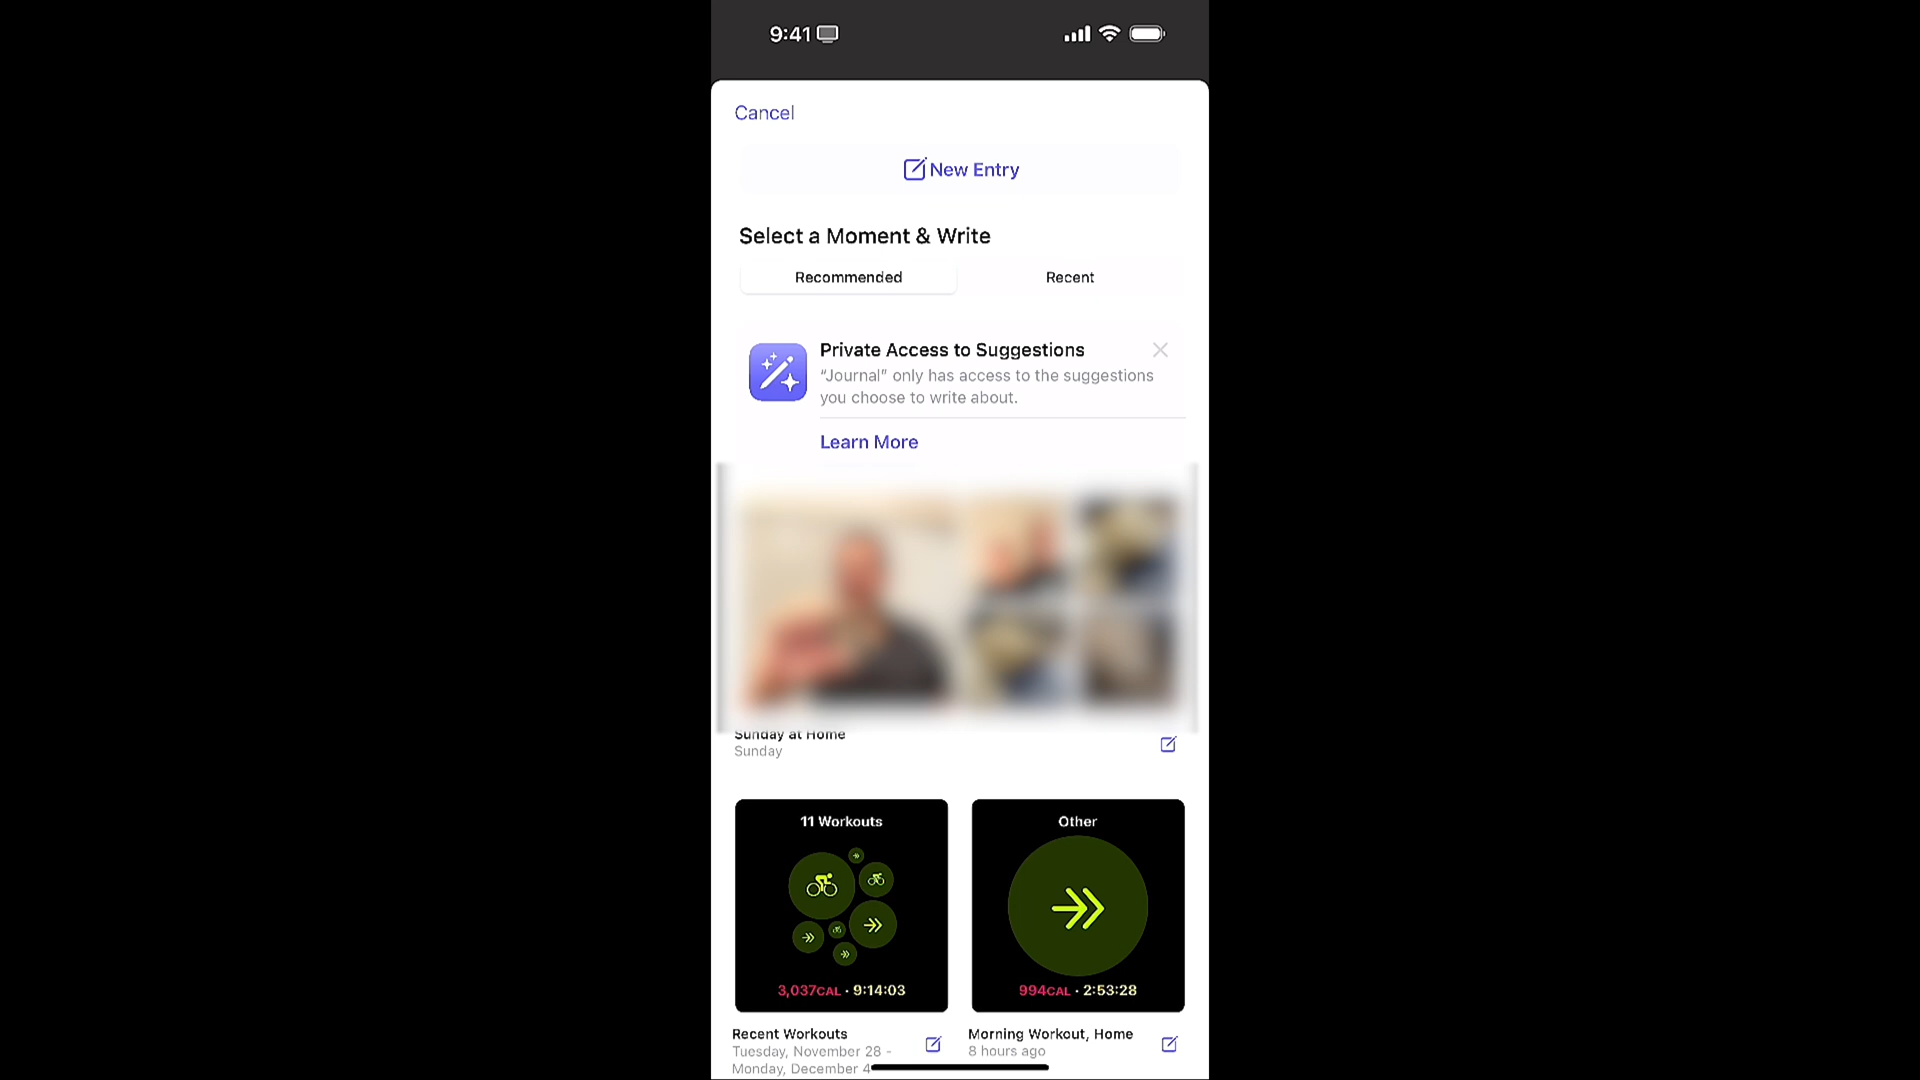 9:41
Cancel
New Entry
Select a Moment & Write
Recommended
Recent
Private Access to Suggestions
“Journal” only has access to the suggestions
you choose to write about.
Learn More
Sunday at Home
Sunday
11 Workouts
3,037CAL · 9:14:03
Recent Workouts
Tuesday, November 28 -
Monday, December 4
Other
994CAL · 2:53:28
Morning Workout, Home
8 hours ago